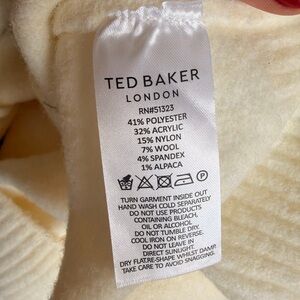 TED BAKER
LONDON
RN#51323
41% POLYESTER
32% ACRYLIC
15% NYLON
7% WOOL
4% SPANDEX
1% ALPACA
TURN GARMENT INSIDE OUT
HAND WASH COLD SEPARATELY
DO NOT USE PRODUCTS
CONTAINING BLEACH,
OIL OR ALCOHOL
DO NOT TUMBLE DRY.
COOL IRON ON REVERSE.
DO NOT LEAVE IN
DIRECT SUNLIGHT.
DRY FLAT,RE-SHAPE WHILST DAMP.
TAKE CARE TO AVOID SNAGGING.